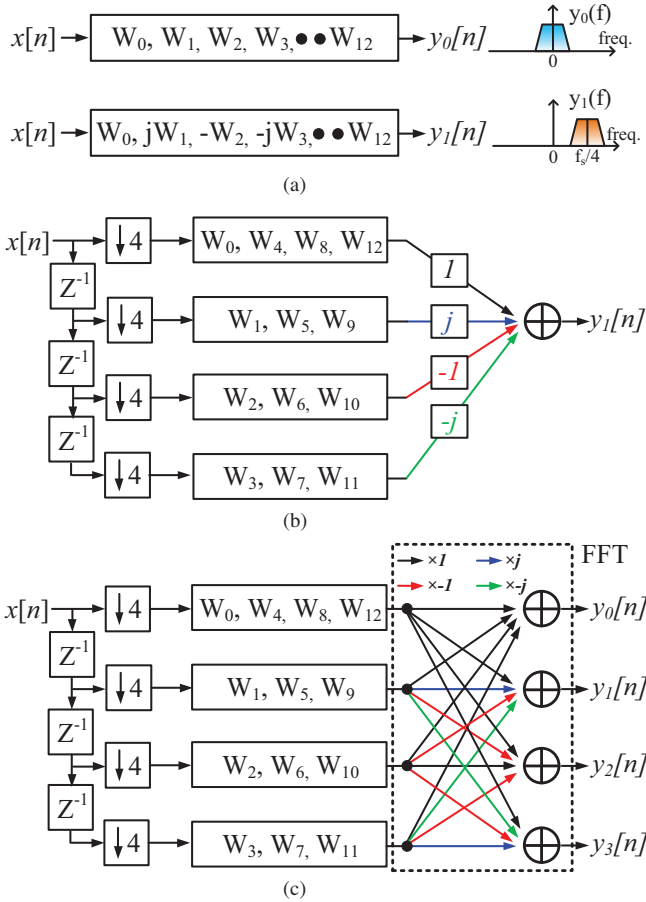 x[n] W₀, W₁, W₂, W₃,●●W₁₂ y₀[n] y₀(f) freq. 0
x[n] W₀, jW₁, -W₂, -jW₃,●●W₁₂ y₁[n] y₁(f) freq. 0 fₛ/4
(a)
x[n] ↓4 W₀, W₄, W₈, W₁₂ 1
Z⁻¹
↓4 W₁, W₅, W₉ j y₁[n]
Z⁻¹
-1
↓4 W₂, W₆, W₁₀
Z⁻¹
-j
↓4 W₃, W₇, W₁₁
(b)
×1 ×j FFT
×-1 ×-j
x[n] ↓4 W₀, W₄, W₈, W₁₂ y₀[n]
Z⁻¹
↓4 W₁, W₅, W₉ y₁[n]
Z⁻¹
↓4 W₂, W₆, W₁₀ y₂[n]
Z⁻¹
↓4 W₃, W₇, W₁₁ y₃[n]
(c)